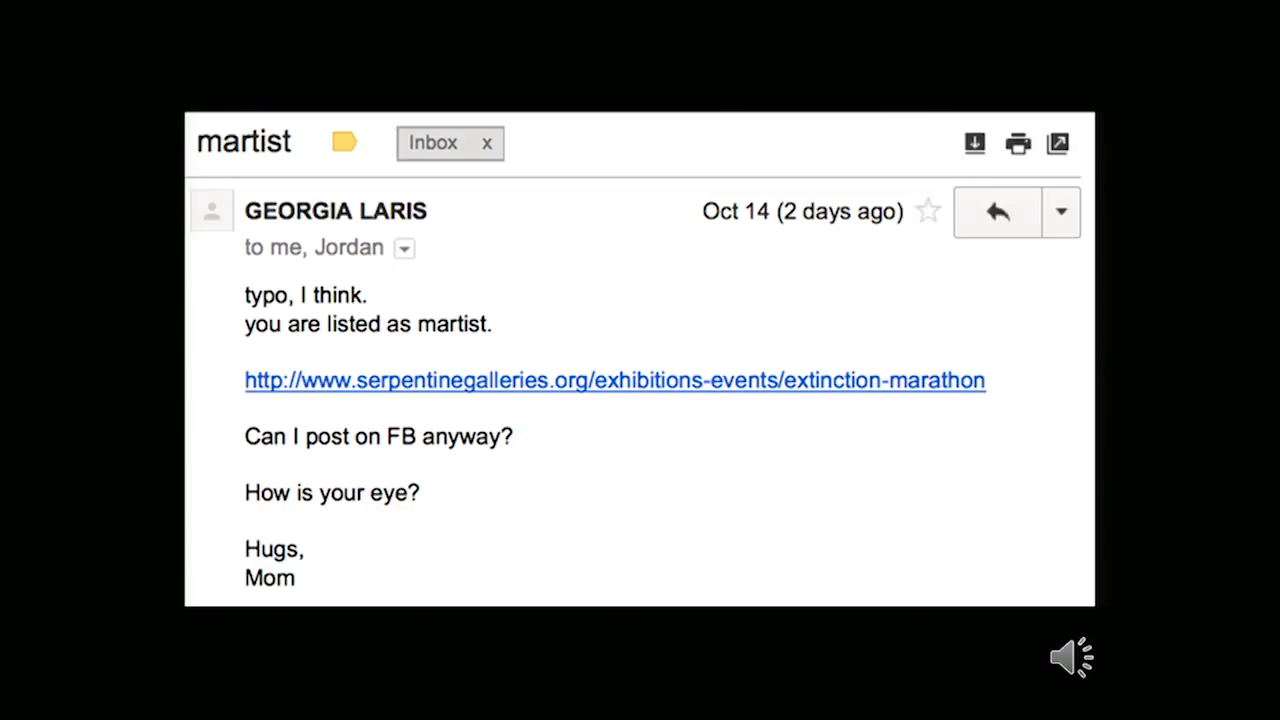 martist
Inbox x
GEORGIA LARIS
Oct 14 (2 days ago)
to me, Jordan
typo, I think.
you are listed as martist.
http://www.serpentinegalleries.org/exhibitions-events/extinction-marathon
Can I post on FB anyway?
How is your eye?
Hugs,
Mom